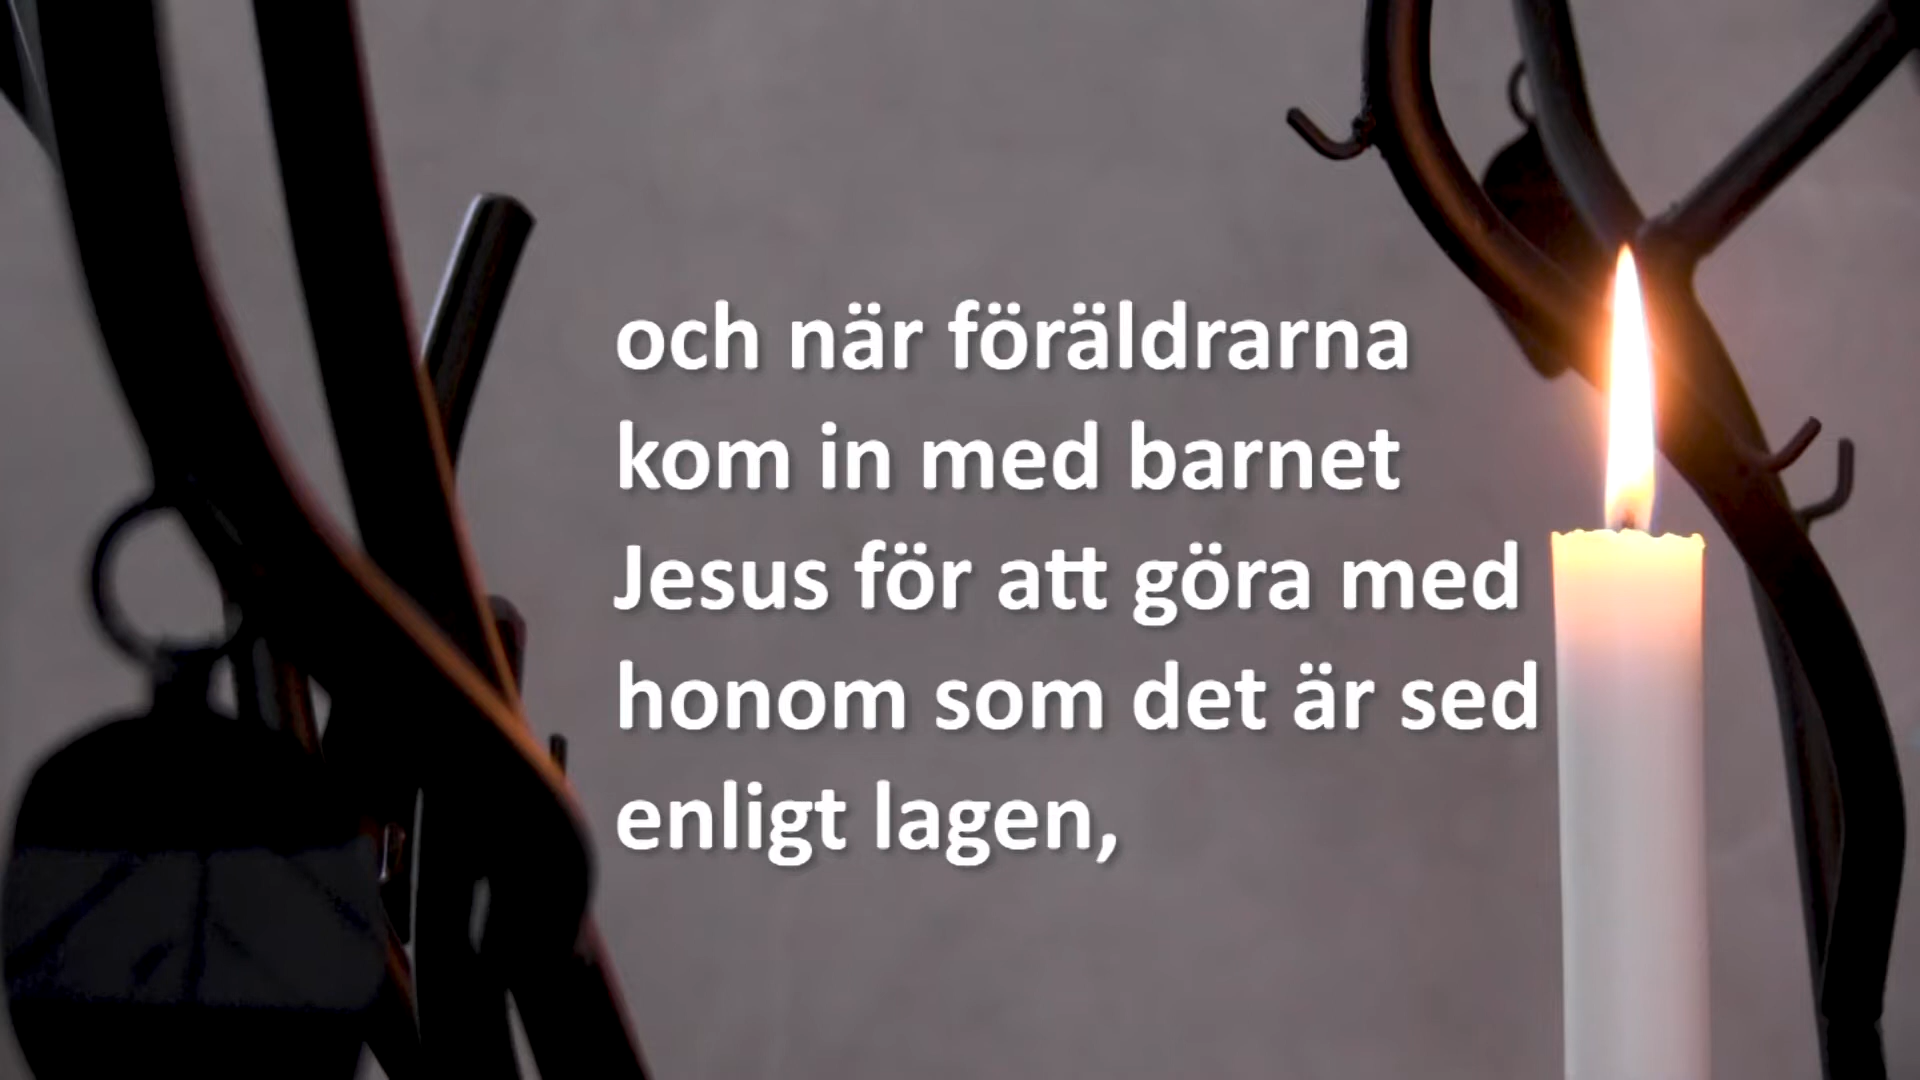 och när föräldrarna
kom in med barnet
Jesus för att göra med
honom som det är sed
enligt lagen,